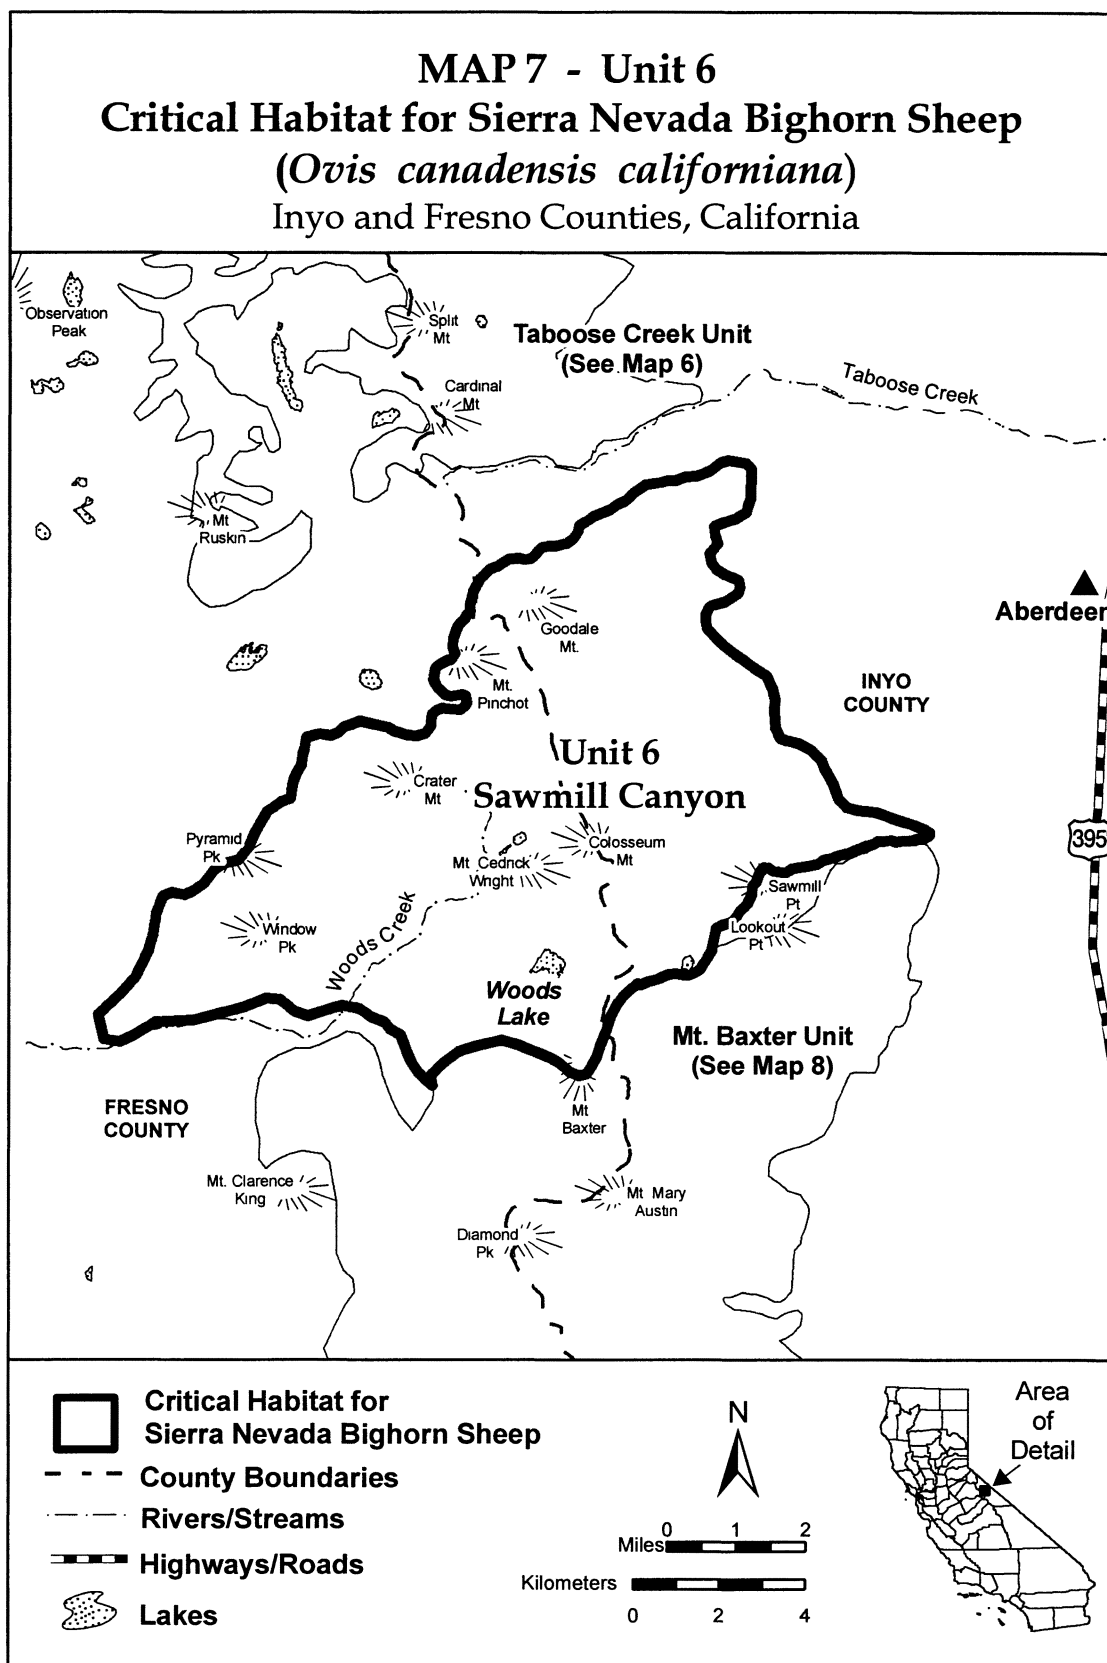 MAP 7 - Unit 6
Critical Habitat for Sierra Nevada Bighorn Sheep
(Ovis canadensis californiana)
Inyo and Fresno Counties, California
Observation
Peak
Split
Mt
Taboose Creek Unit
(See Map 6)
Taboose Creek
Cardinal
Mt
Mt
Ruskin
Aberdeen
Goodale
Mt.
Mt.
Pinchot
INYO
COUNTY
Unit 6
Sawmill Canyon
Crater
Mt
Pyramid
Pk
Colosseum
Mt
395
Mt Cedrick
Wright
Sawmill
Pt
Window
Pk
Woods Creek
Lookout
Pt
Woods
Lake
Mt. Baxter Unit
(See Map 8)
FRESNO
COUNTY
Mt
Baxter
Mt. Clarence
King
Mt Mary
Austin
Diamond
Pk
Critical Habitat for
Sierra Nevada Bighorn Sheep
County Boundaries
Rivers/Streams
Highways/Roads
Lakes
N
0 1 2
Miles
Kilometers
0 2 4
Area
of
Detail